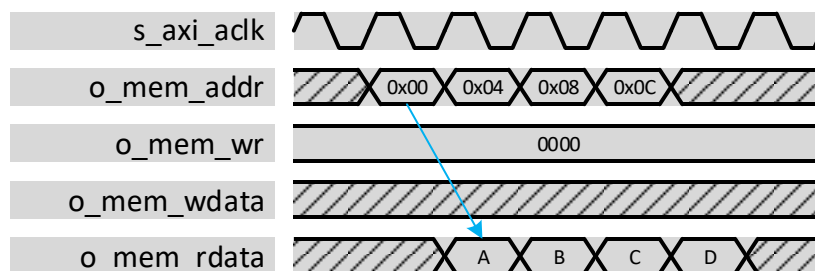 s_axi_aclk
o_mem_addr 0x00 0x04 0x08 0x0C
o_mem_wr 0000
o_mem_wdata
o_mem_rdata A B C D